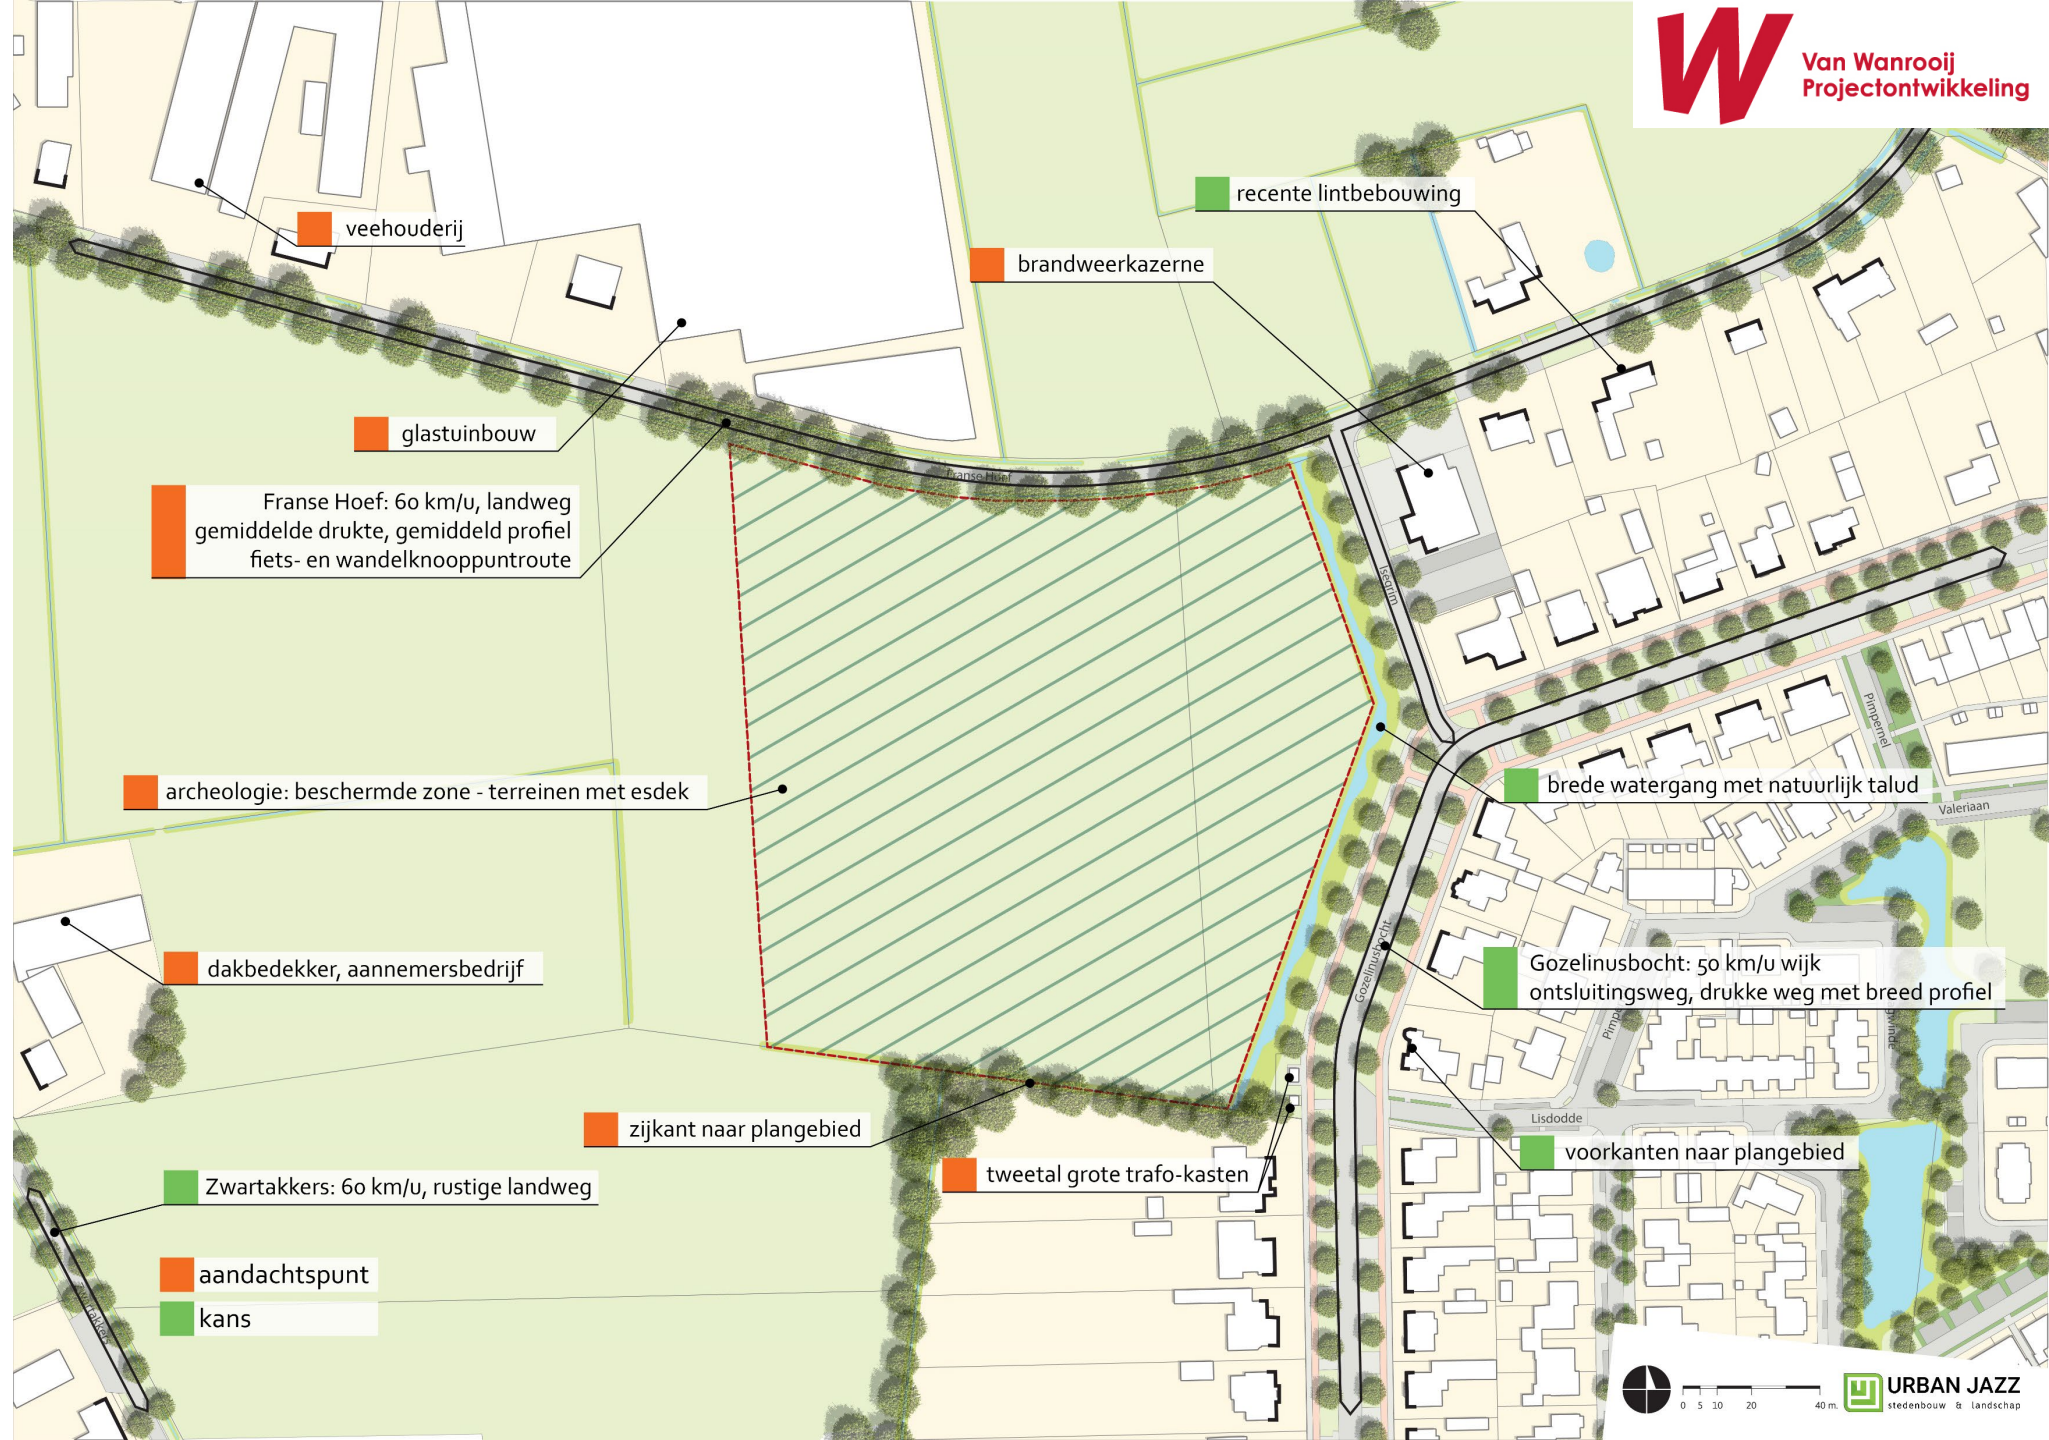 Van Wanrooij
Projectontwikkeling
recente lintbebouwing
veehouderij
brandweerkazerne
glastuinbouw
Franse Hoef
Franse Hoef: 60 km/u, landweg
gemiddelde drukte, gemiddeld profiel
fiets- en wandelknooppuntroute
Isegrim
Pimpernel
archeologie: beschermde zone - terreinen met esdek
brede watergang met natuurlijk talud
Valeriaan
dakbedekker, aannemersbedrijf
Gozelinusbocht
Gozelinusbocht: 50 km/u wijk
ontsluitingsweg, drukke weg met breed profiel
Lisdodde
zijkant naar plangebied
voorkanten naar plangebied
tweetal grote trafo-kasten
Zwartakkers: 60 km/u, rustige landweg
aandachtspunt
kans
Zwartakkers
0 5 10 20 40 m.
URBAN JAZZ
stedenbouw & landschap